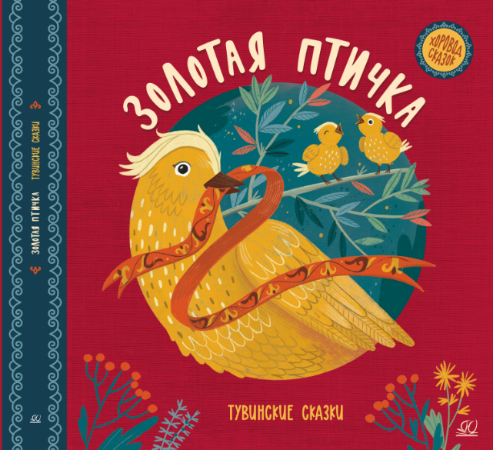 ЗОЛОТАЯ ПТИЧКА
ХОРОВОД
СКАЗОК
ТУВИНСКИЕ СКАЗКИ
ЗОЛОТАЯ ПТИЧКА ТУВИНСКИЕ СКАЗКИ